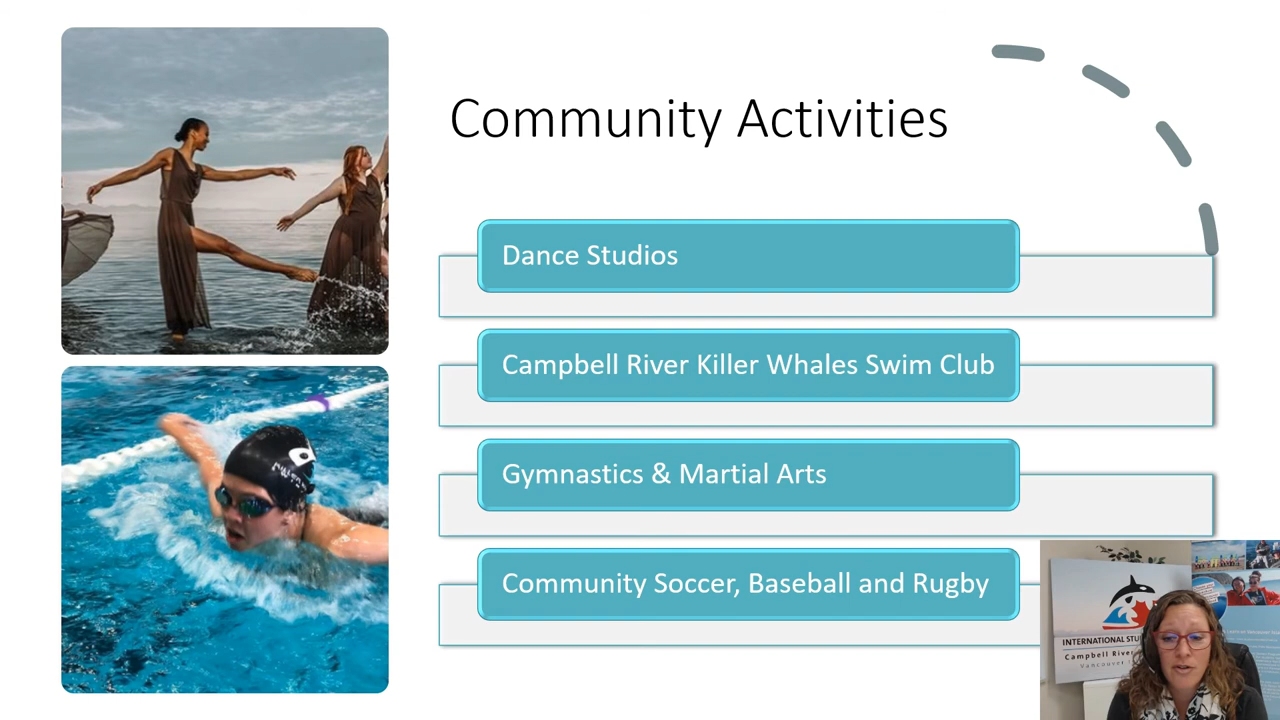 Community Activities
Dance Studios
Campbell River Killer Whales Swim Club
Gymnastics & Martial Arts
Community Soccer, Baseball and Rugby
INTERNATIONAL STU
Campbell River
Vancouver